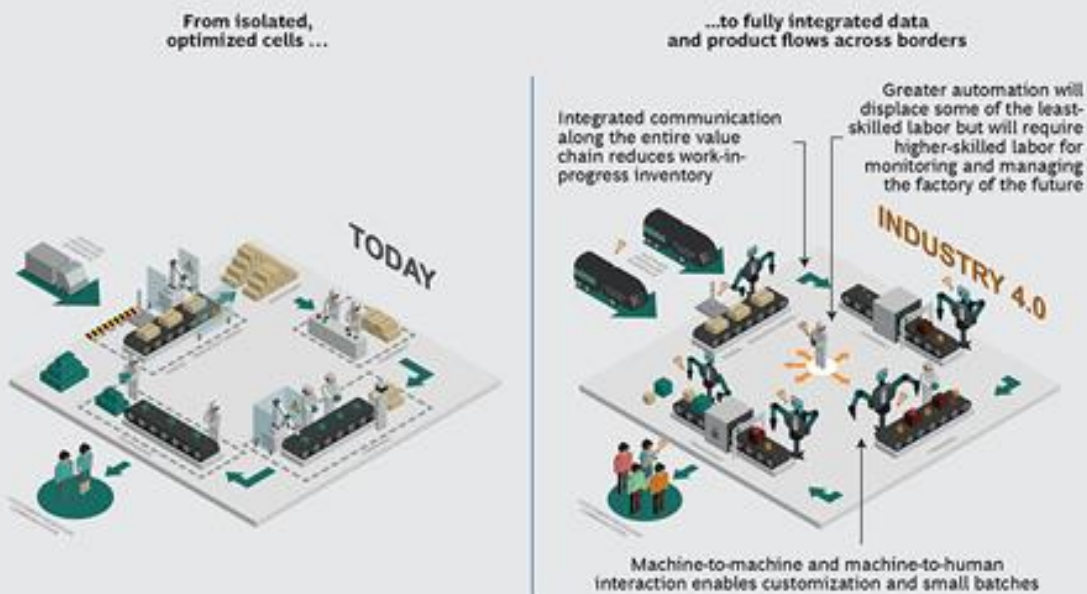 From isolated,
optimized cells ...
...to fully integrated data
and product flows across borders
TODAY
Integrated communication
along the entire value
chain reduces work-in-
progress inventory
Greater automation will
displace some of the least-
skilled labor but will require
higher-skilled labor for
monitoring and managing
the factory of the future
INDUSTRY 4.0
Machine-to-machine and machine-to-human
interaction enables customization and small batches